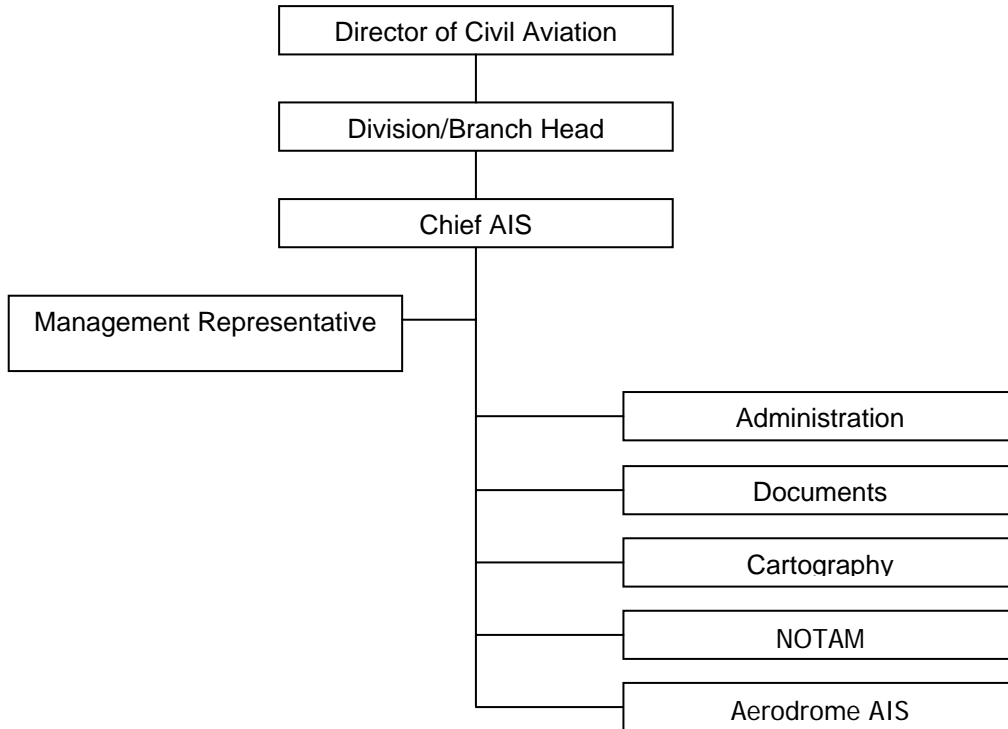 Director of Civil Aviation
Division/Branch Head
Chief AIS
Management Representative
Administration
Documents
Cartography
NOTAM
Aerodrome AIS